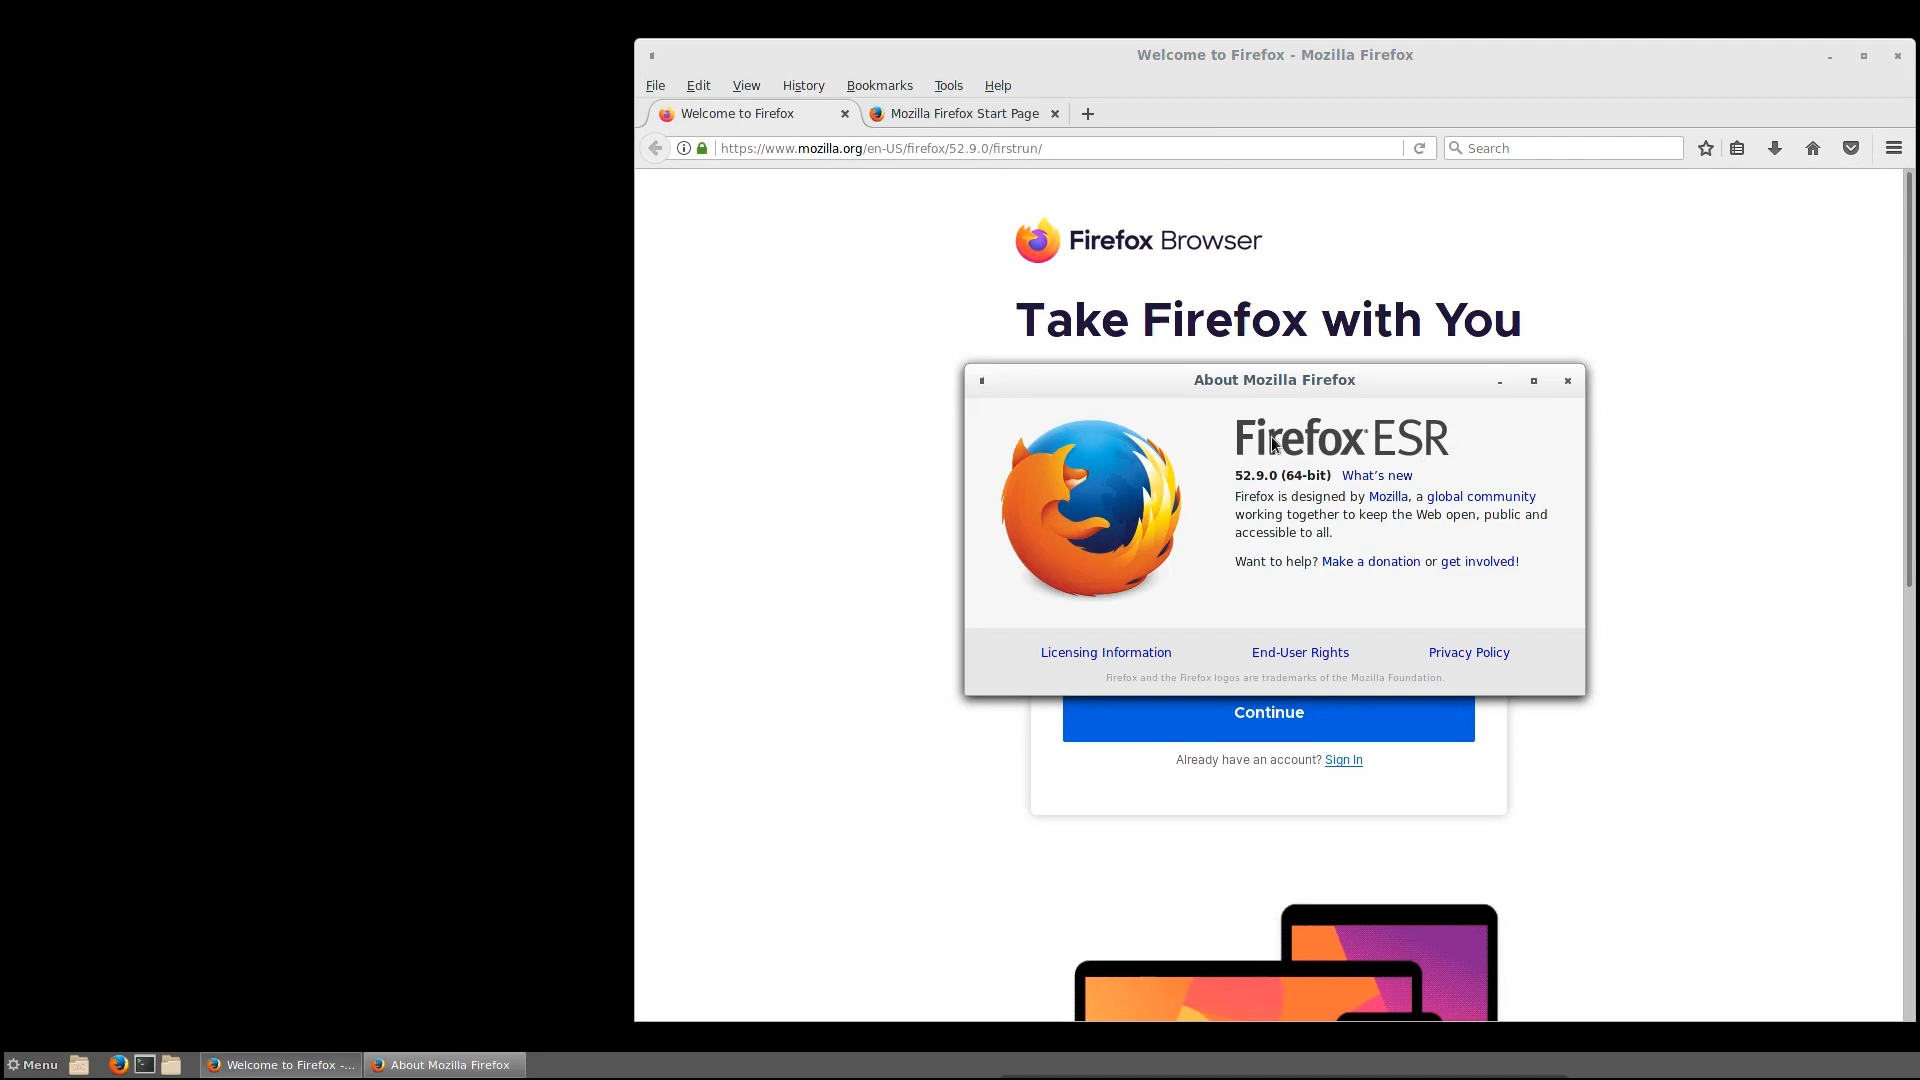 Welcome to Firefox - Mozilla Firefox
File Edit View History Bookmarks Tools Help
Welcome to Firefox Mozilla Firefox Start Page
https://www.mozilla.org/en-US/firefox/52.9.0/firstrun/ Search
Firefox Browser
Take Firefox with You
About Mozilla Firefox
Firefox ESR
52.9.0 (64-bit) What's new
Firefox is designed by Mozilla, a global community
working together to keep the Web open, public and
accessible to all.
Want to help? Make a donation or get involved!
Licensing Information End-User Rights Privacy Policy
Firefox and the Firefox logos are trademarks of the Mozilla Foundation.
Continue
Already have an account? Sign In
Menu Welcome to Firefox -... About Mozilla Firefox